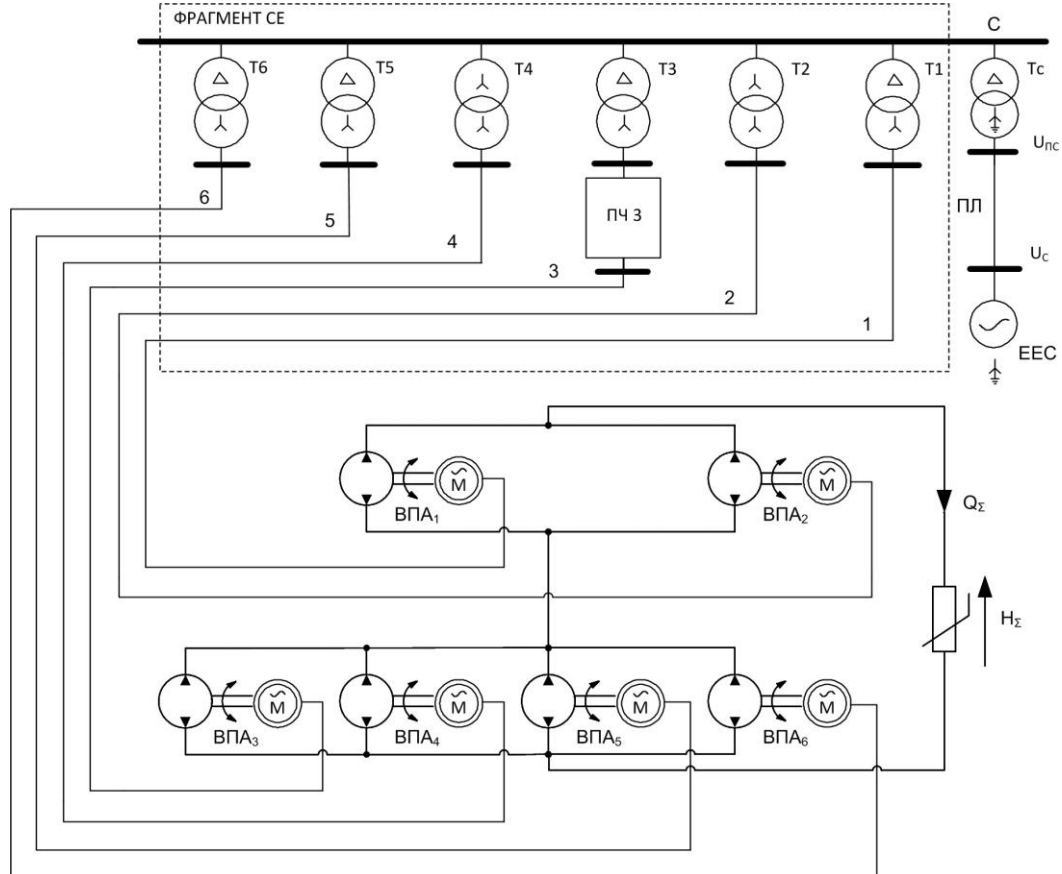 ФРАГМЕНТ СЕ
С
Т6
Т5
Т4
Т3
Т2
Т1
Тс
Uпс
ПЧ 3
ПЛ
Uс
6
5
4
3
2
1
ЕЕС
М
ВПА₁
М
ВПА₂
QΣ
HΣ
М
ВПА₃
М
ВПА₄
М
ВПА₅
М
ВПА₆